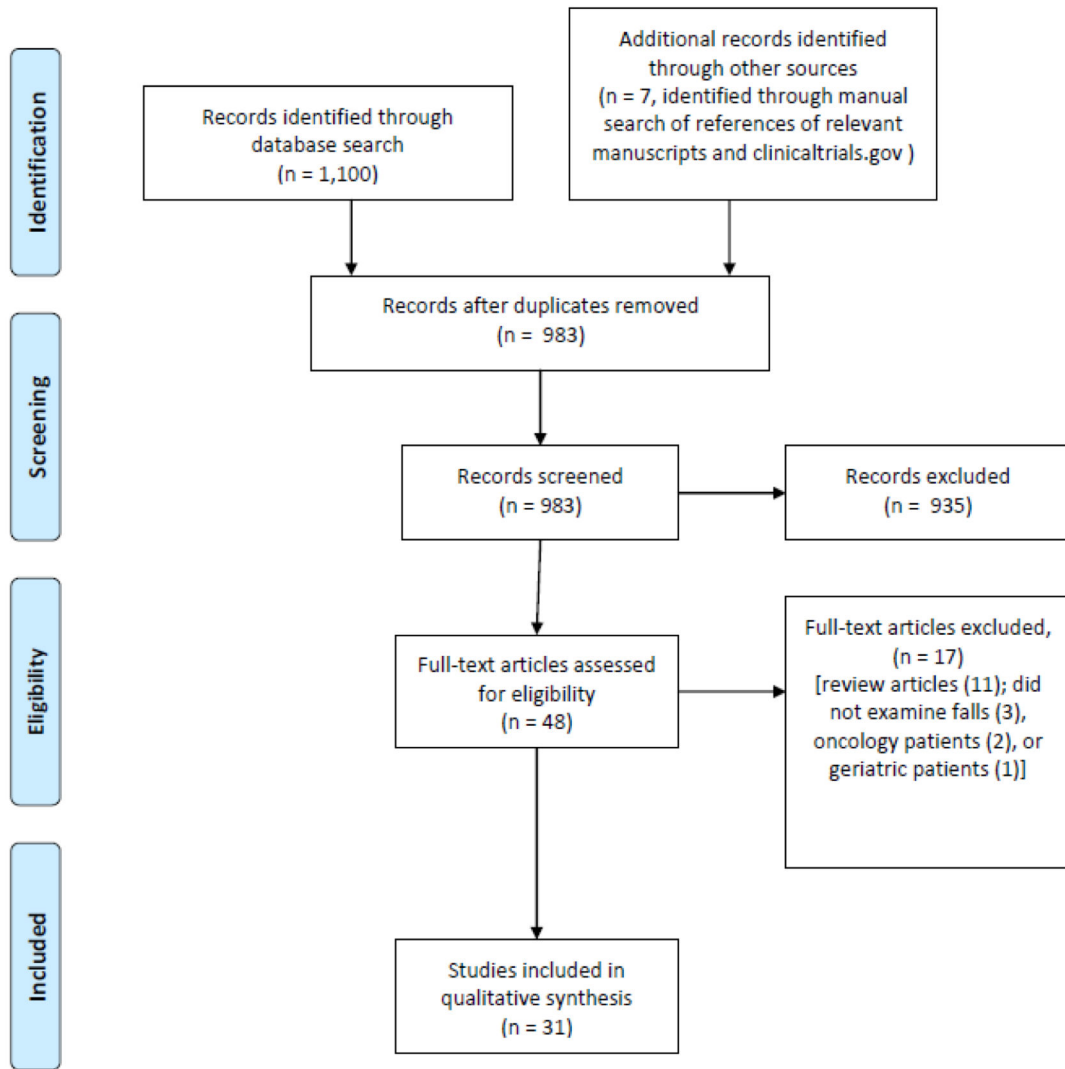 Identification
Records identified through
database search
(n = 1,100)
Additional records identified
through other sources
(n = 7, identified through manual
search of references of relevant
manuscripts and clinicaltrials.gov )
Records after duplicates removed
(n =  983)
Screening
Records screened
(n = 983)
Records excluded
(n =  935)
Eligibility
Full-text articles assessed
for eligibility
(n = 48)
Full-text articles excluded,
(n = 17)
[review articles (11); did
not examine falls (3),
oncology patients (2), or
geriatric patients (1)]
Included
Studies included in
qualitative synthesis
(n = 31)